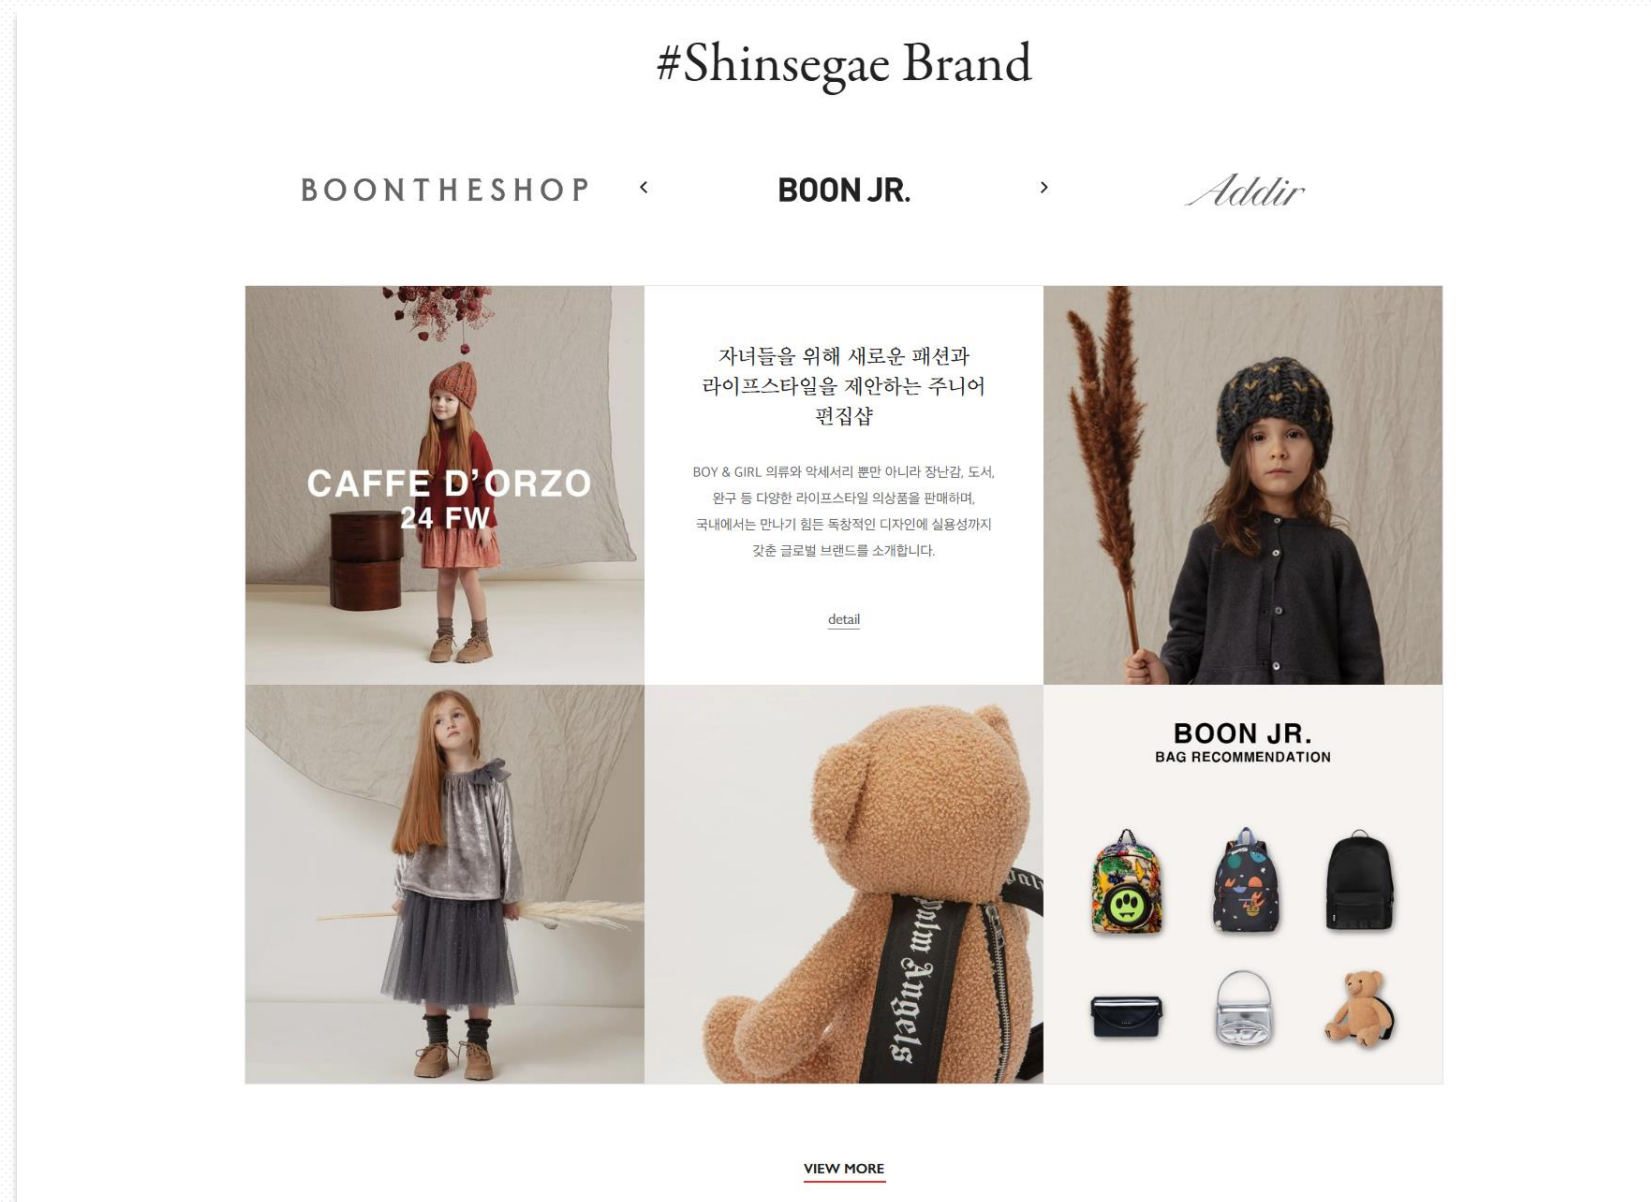 #Shinsegae Brand
BOONTHESHOP
BOON JR.
Addir
CAFFE D'ORZO
24 FW
자녀들을 위해 새로운 패션과
라이프스타일을 제안하는 주니어
편집샵
BOY & GIRL 의류와 악세서리 뿐만 아니라 장난감, 도서,
완구 등 다양한 라이프스타일 의상품을 판매하며,
국내에서는 만나기 힘든 독창적인 디자인에 실용성까지
갖춘 글로벌 브랜드를 소개합니다.
detail
Palm Angels
BOON JR.
BAG RECOMMENDATION
VIEW MORE